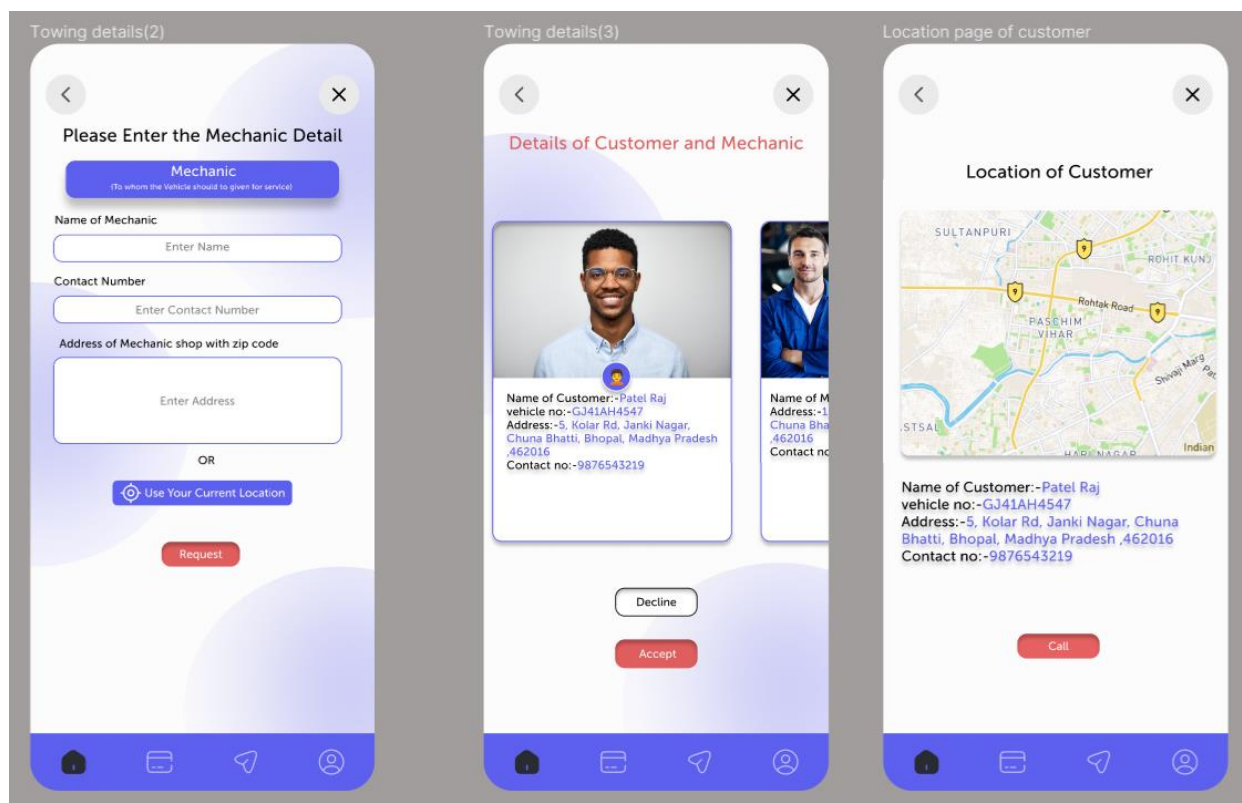 Towing details(2)
Please Enter the Mechanic Detail
Mechanic
(To whom the Vehicle should to given for service)
Name of Mechanic
Enter Name
Contact Number
Enter Contact Number
Address of Mechanic shop with zip code
Enter Address
OR
Use Your Current Location
Request
Towing details(3)
Details of Customer and Mechanic
Name of Customer:-Patel Raj
vehicle no:-GJ41AH4547
Address:-5, Kolar Rd, Janki Nagar,
Chuna Bhatti, Bhopal, Madhya Pradesh
,462016
Contact no:-9876543219
Name of M
Address:-1
Chuna Bha
,462016
Contact no
Decline
Accept
Location page of customer
Location of Customer
SULTANPURI
9
ROHIT KUNJ
9
Rohtak Road
9
PASCHIM
VIHAR
Shivaji Marg
Pat
STSAL
HARI NAGAR
Indian
Name of Customer:-Patel Raj
vehicle no:-GJ41AH4547
Address:-5, Kolar Rd, Janki Nagar, Chuna
Bhatti, Bhopal, Madhya Pradesh ,462016
Contact no:-9876543219
Call